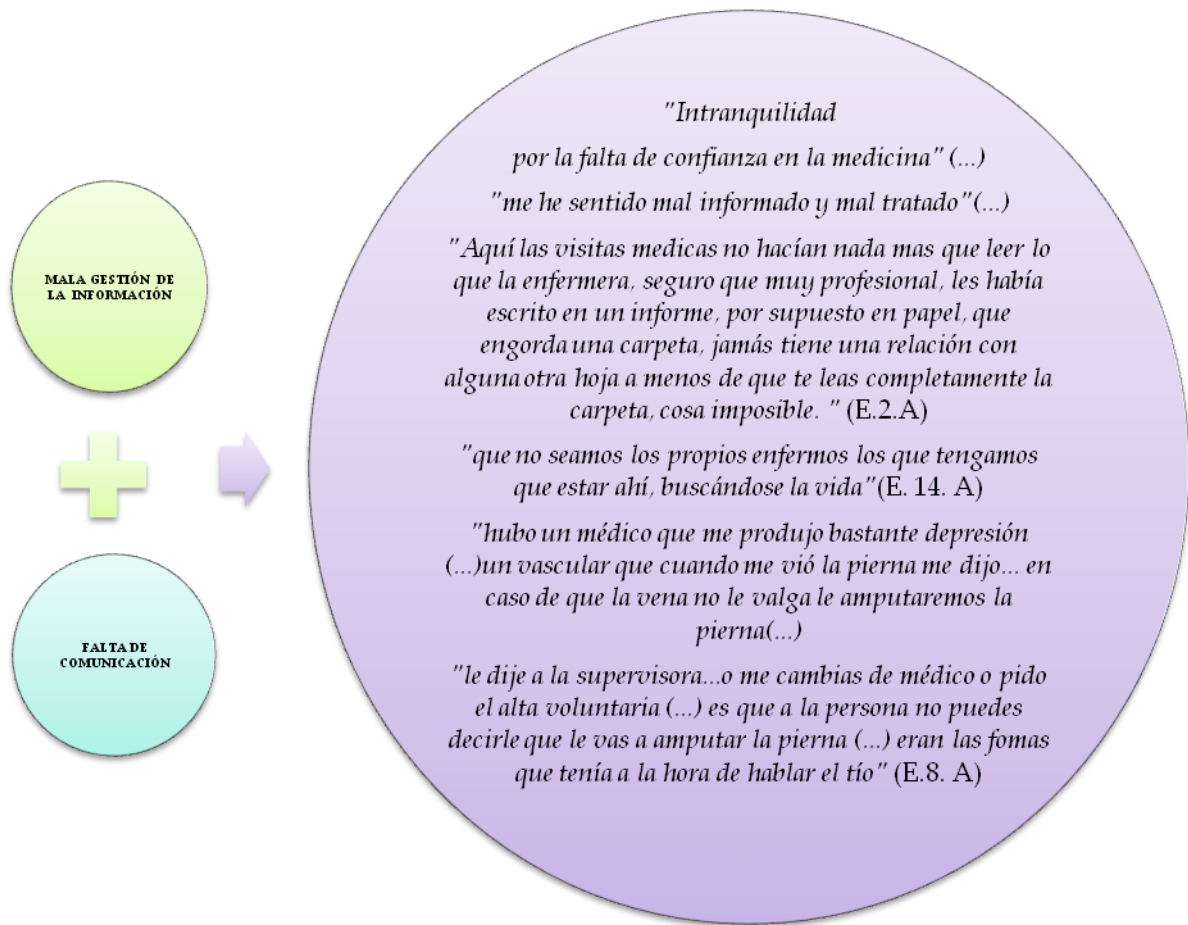 MALA GESTIÓN DE
LA INFORMACIÓN
FALTA DE
COMUNICACIÓN
"Intranquilidad
por la falta de confianza en la medicina" (...)
"me he sentido mal informado y mal tratado"(...)
"Aquí las visitas medicas no hacían nada mas que leer lo
que la enfermera, seguro que muy profesional, les había
escrito en un informe, por supuesto en papel, que
engorda una carpeta, jamás tiene una relación con
alguna otra hoja a menos de que te leas completamente la
carpeta, cosa imposible. " (E.2.A)
"que no seamos los propios enfermos los que tengamos
que estar ahí, buscándose la vida"(E. 14. A)
"hubo un médico que me produjo bastante depresión
(...)un vascular que cuando me vió la pierna me dijo... en
caso de que la vena no le valga le amputaremos la
pierna(...)
"le dije a la supervisora...o me cambias de médico o pido
el alta voluntaria (...) es que a la persona no puedes
decirle que le vas a amputar la pierna (...) eran las fomas
que tenía a la hora de hablar el tío" (E.8. A)